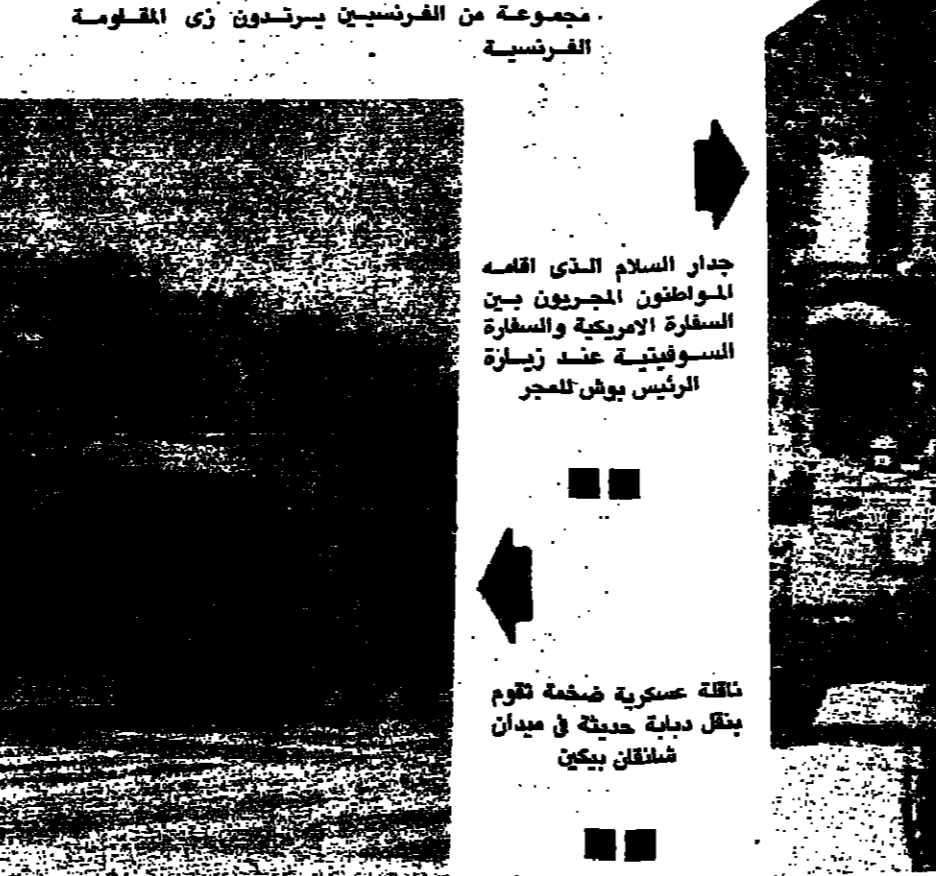 مجموعة من الفرنسيين يرتدون زى المقاومة
الفرنسية
جدار السلام الذى اقامه
المواطنون المجريون بين
السفارة الامريكية والسفارة
السوفيتية عند زيارة
الرئيس بوش للمجر
ناقلة عسكرية ضخمة تقوم
بنقل دبابة حديثة في ميدان
شانقان بيكين